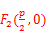 F₂(p/2, 0)